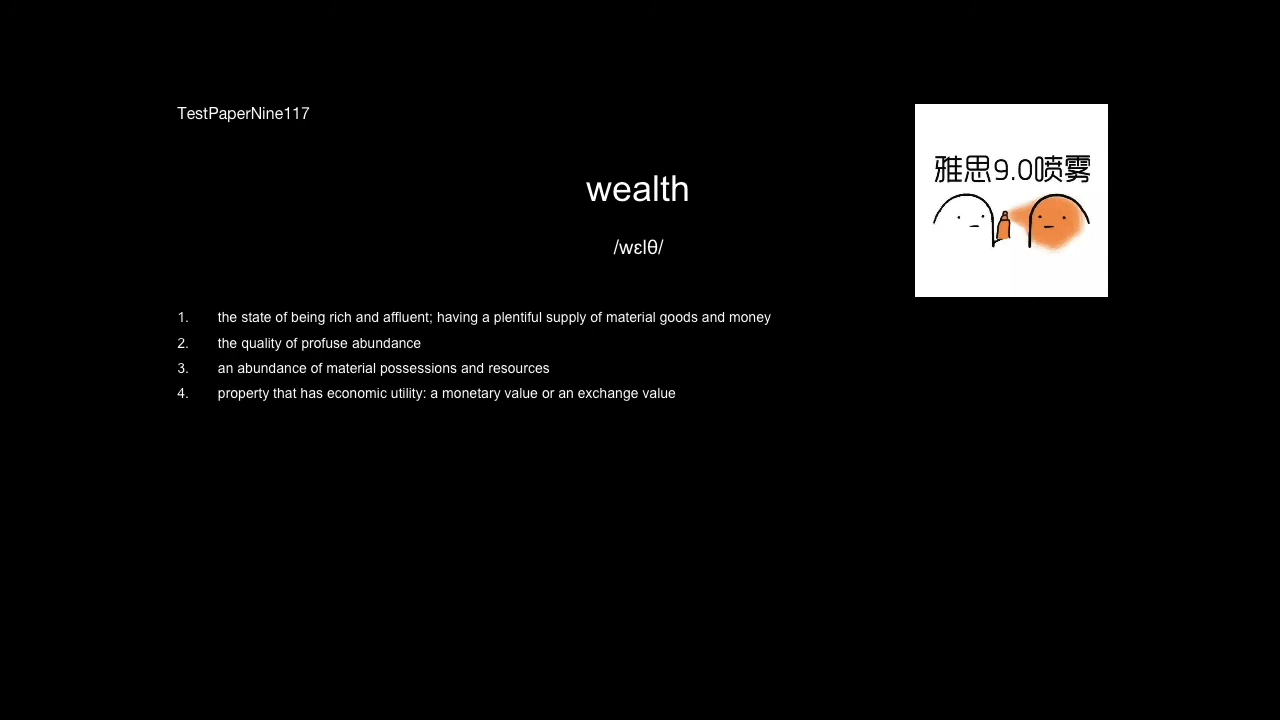 TestPaperNine117
雅思9.0喷雾
wealth
/wɛlθ/
1. the state of being rich and affluent; having a plentiful supply of material goods and money
2. the quality of profuse abundance
3. an abundance of material possessions and resources
4. property that has economic utility: a monetary value or an exchange value